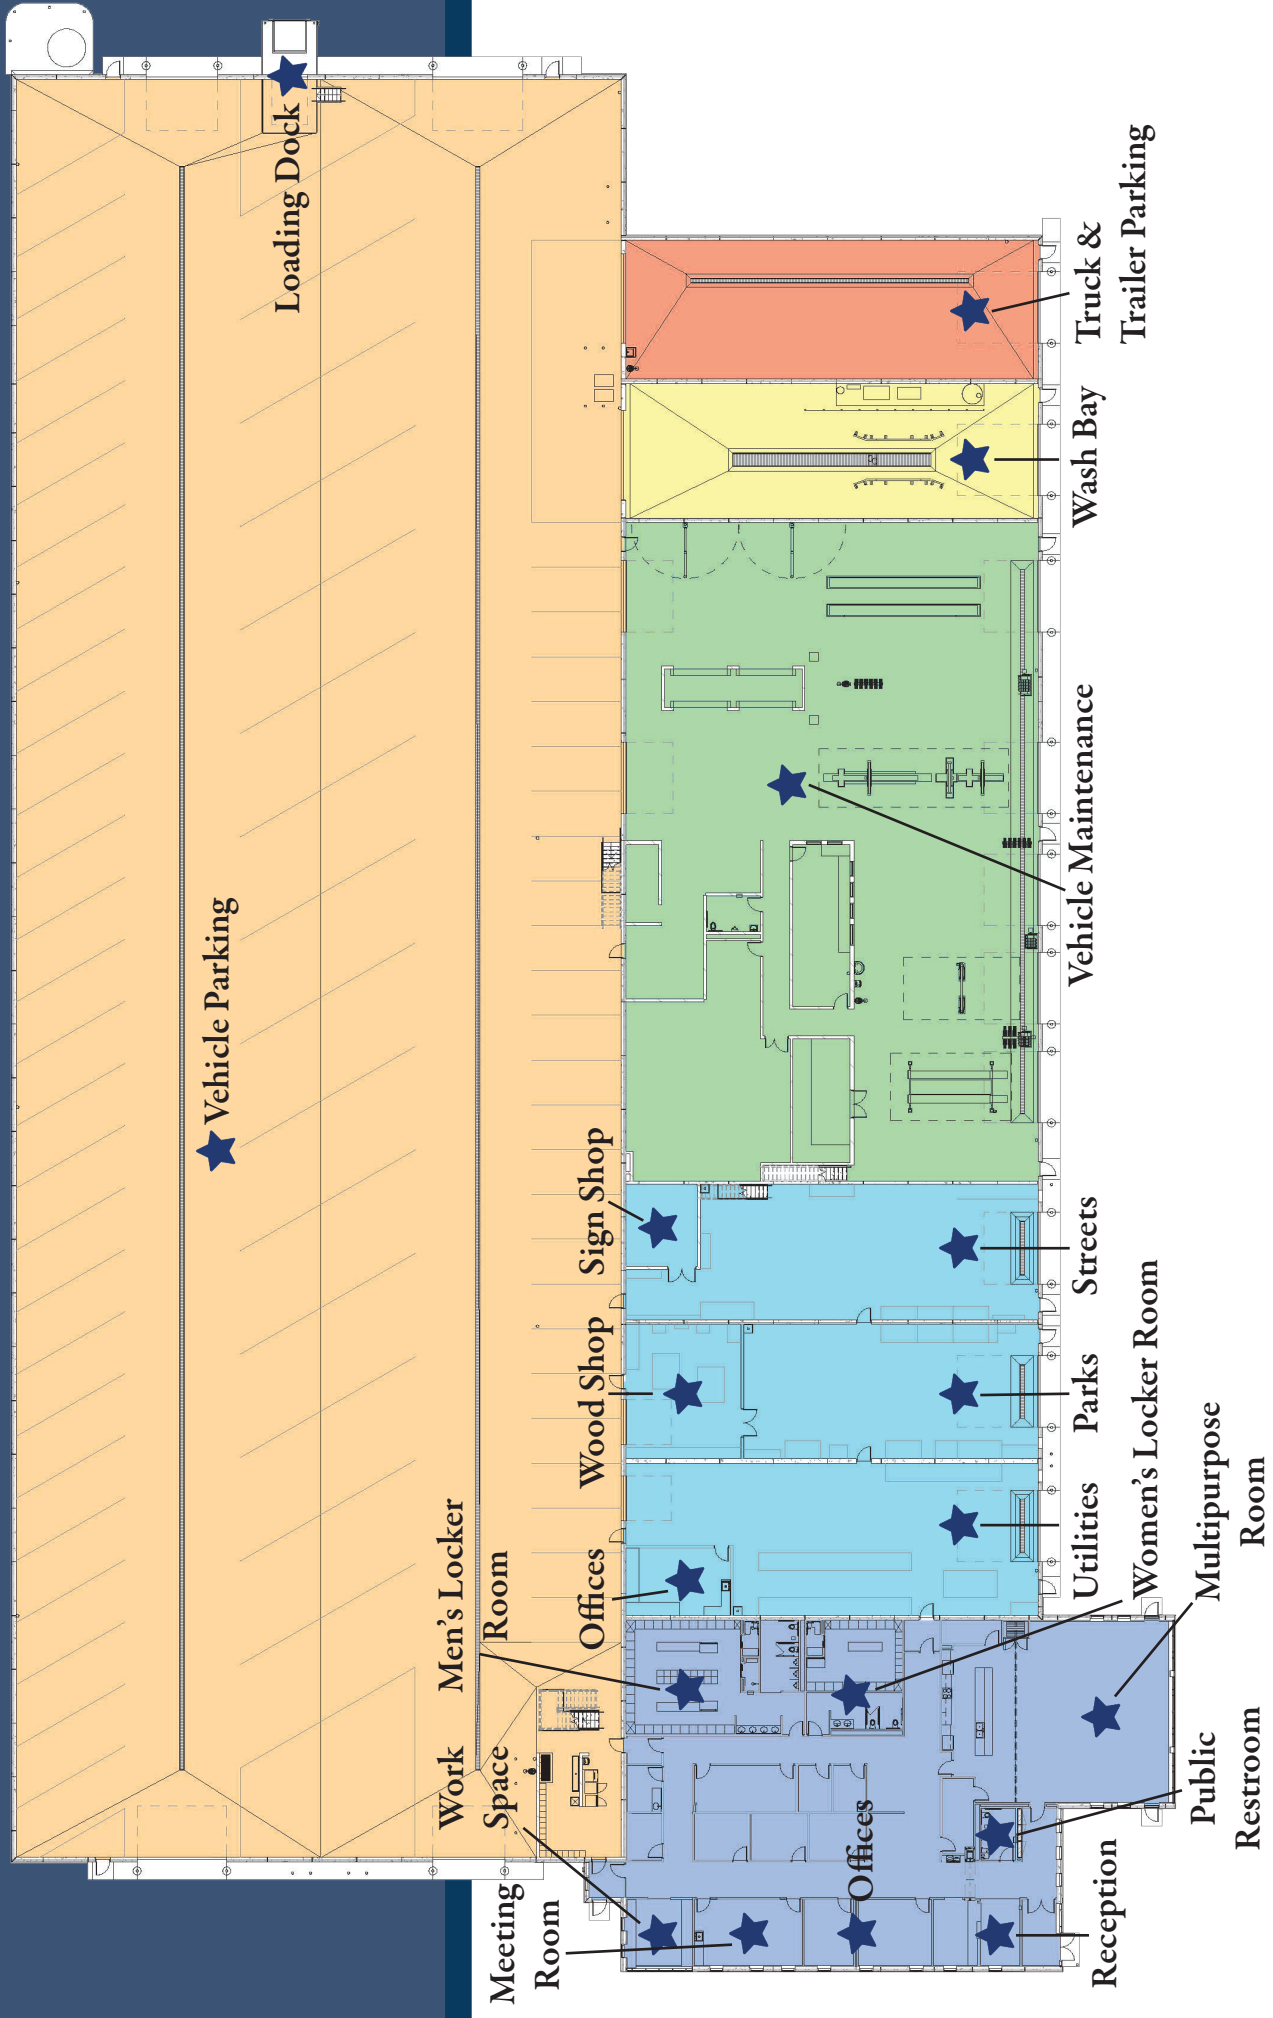 Loading Dock
Vehicle Parking
Truck &
Trailer Parking
Wash Bay
Vehicle Maintenance
Sign Shop
Streets
Wood Shop
Parks
Offices
Utilities
Men's Locker
Room
Women's Locker Room
Multipurpose
Room
Work
Space
Meeting
Room
Offices
Reception
Public
Restroom